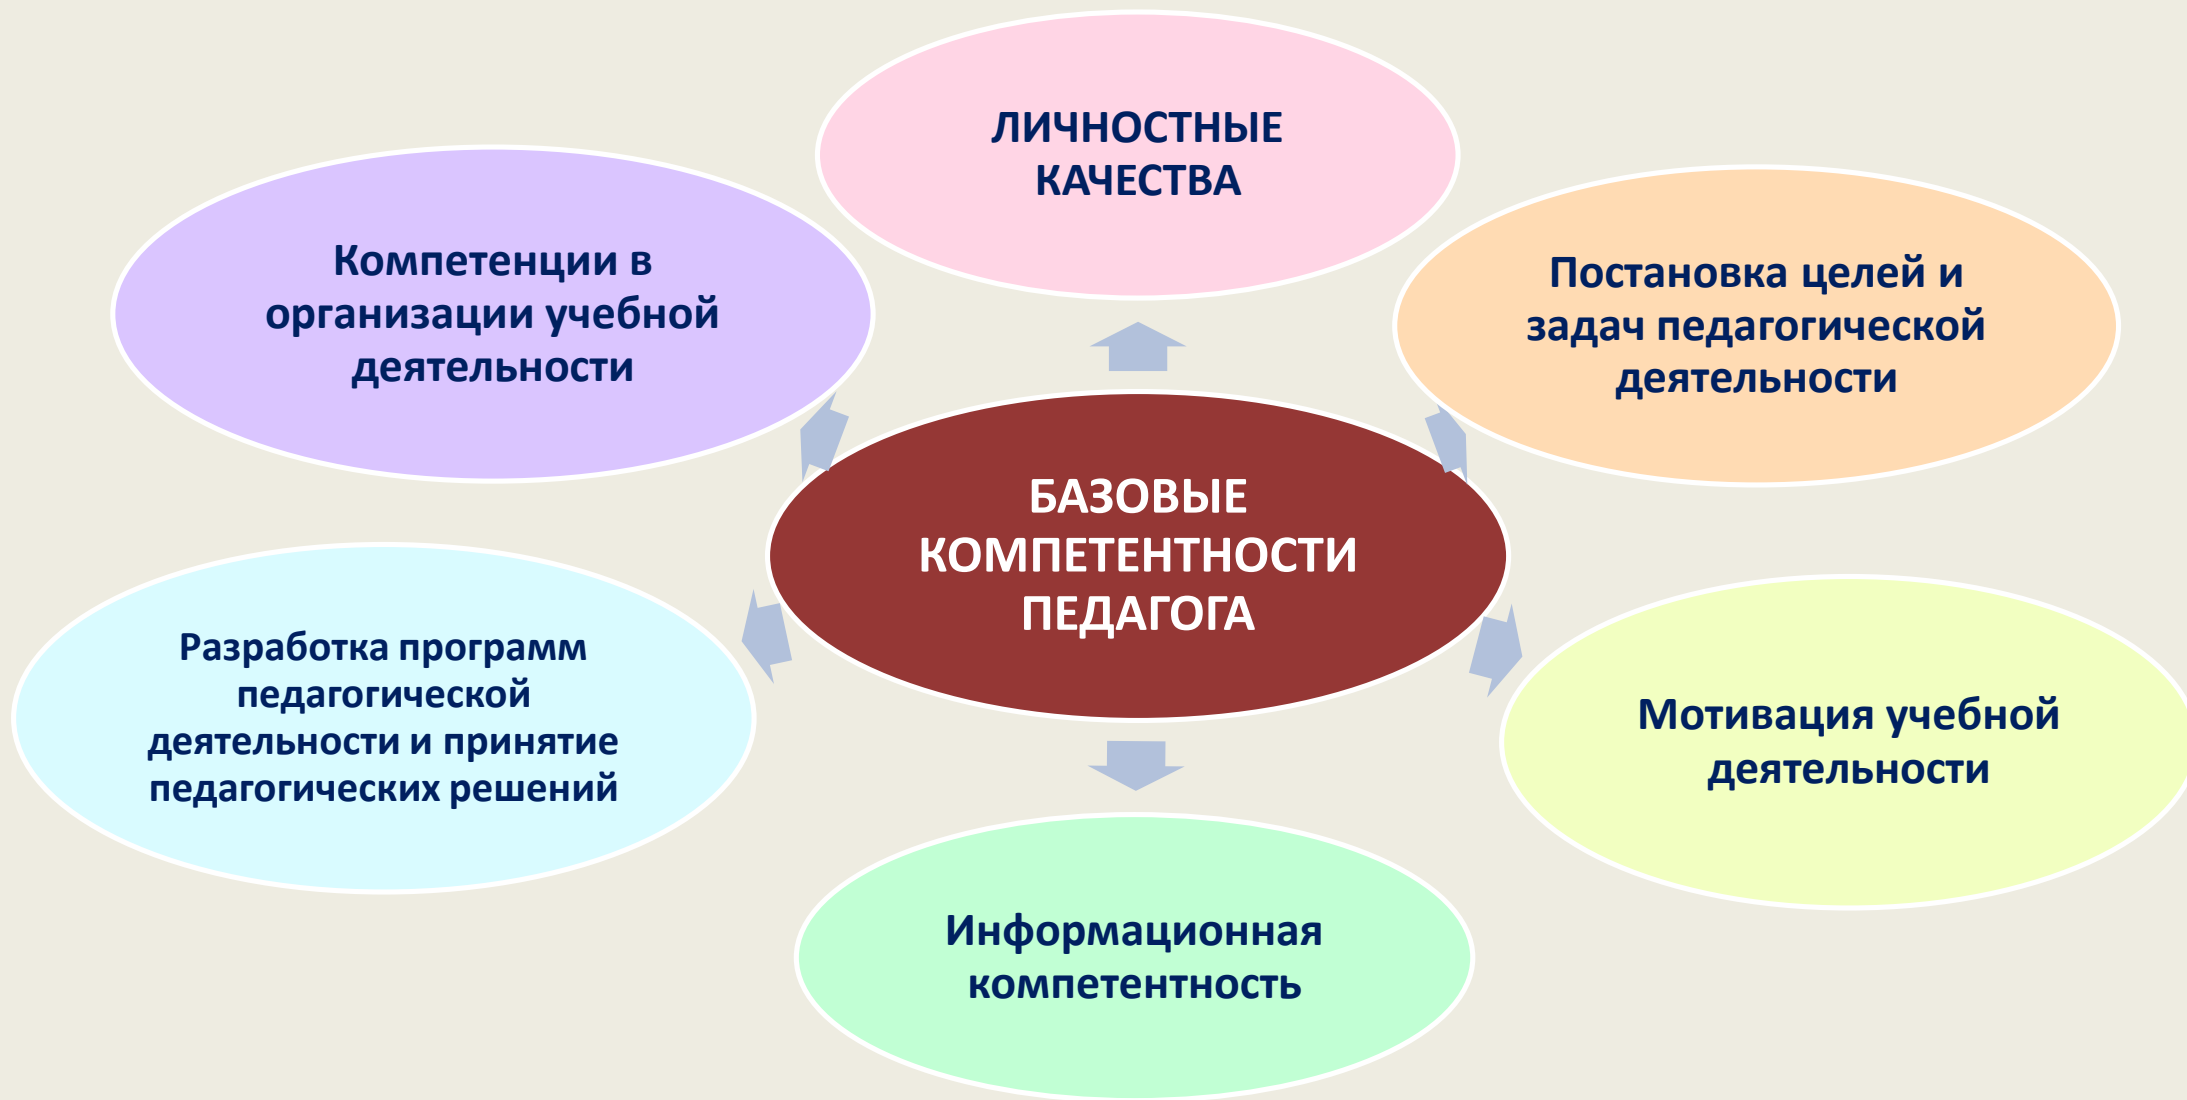 ЛИЧНОСТНЫЕ
КАЧЕСТВА
Компетенции в
организации учебной
деятельности
Постановка целей и
задач педагогической
деятельности
БАЗОВЫЕ
КОМПЕТЕНТНОСТИ
ПЕДАГОГА
Разработка программ
педагогической
деятельности и принятие
педагогических решений
Мотивация учебной
деятельности
Информационная
компетентность